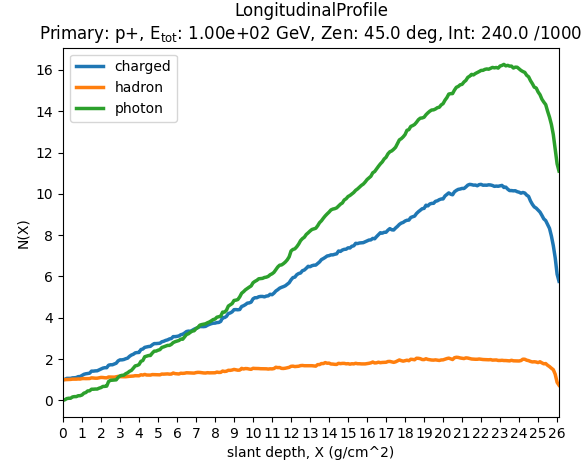 LongitudinalProfile
Primary: p+, E_tot: 1.00e+02 GeV, Zen: 45.0 deg, Int: 240.0 /1000
charged
hadron
photon
16
14
12
10
8
6
4
2
0
N(X)
0 1 2 3 4 5 6 7 8 9 10 11 12 13 14 15 16 17 18 19 20 21 22 23 24 25 26
slant depth, X (g/cm^2)